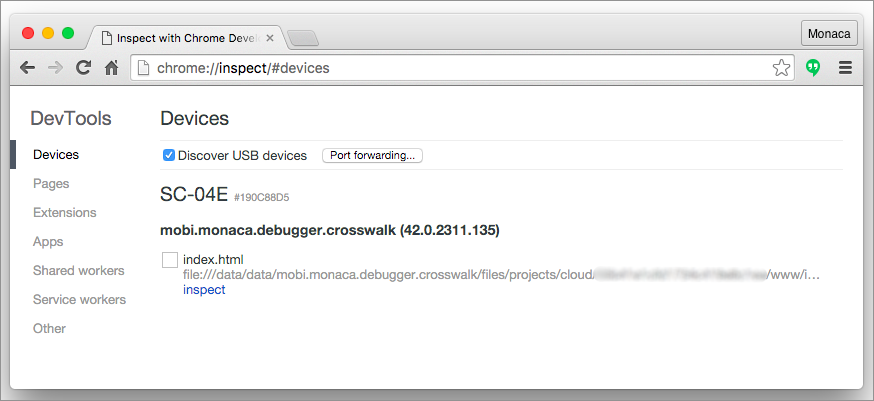 Inspect with Chrome Devel
Monaca
chrome://inspect/#devices
DevTools
Devices
Pages
Extensions
Apps
Shared workers
Service workers
Other
Devices
Discover USB devices
Port forwarding...
SC-04E #190C88D5
mobi.monaca.debugger.crosswalk (42.0.2311.135)
index.html
file:///data/data/mobi.monaca.debugger.crosswalk/files/projects/cloud/ /www/i…
inspect